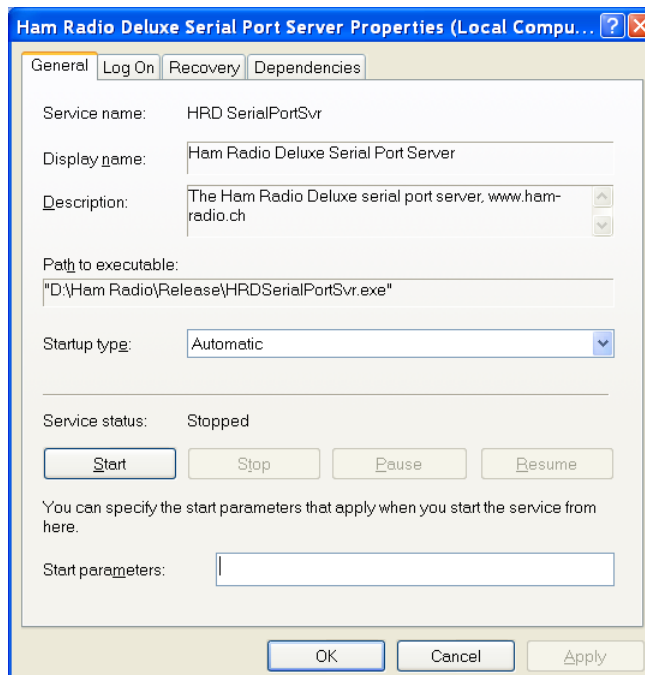 Ham Radio Deluxe Serial Port Server Properties (Local Compu...
General Log On Recovery Dependencies
Service name: HRD SerialPortSvr
Display name: Ham Radio Deluxe Serial Port Server
Description: The Ham Radio Deluxe serial port server, www.ham-
radio.ch
Path to executable:
"D:\Ham Radio\Release\HRDSerialPortSvr.exe"
Startup type: Automatic
Service status: Stopped
Start Stop Pause Resume
You can specify the start parameters that apply when you start the service from
here.
Start parameters:
OK Cancel Apply